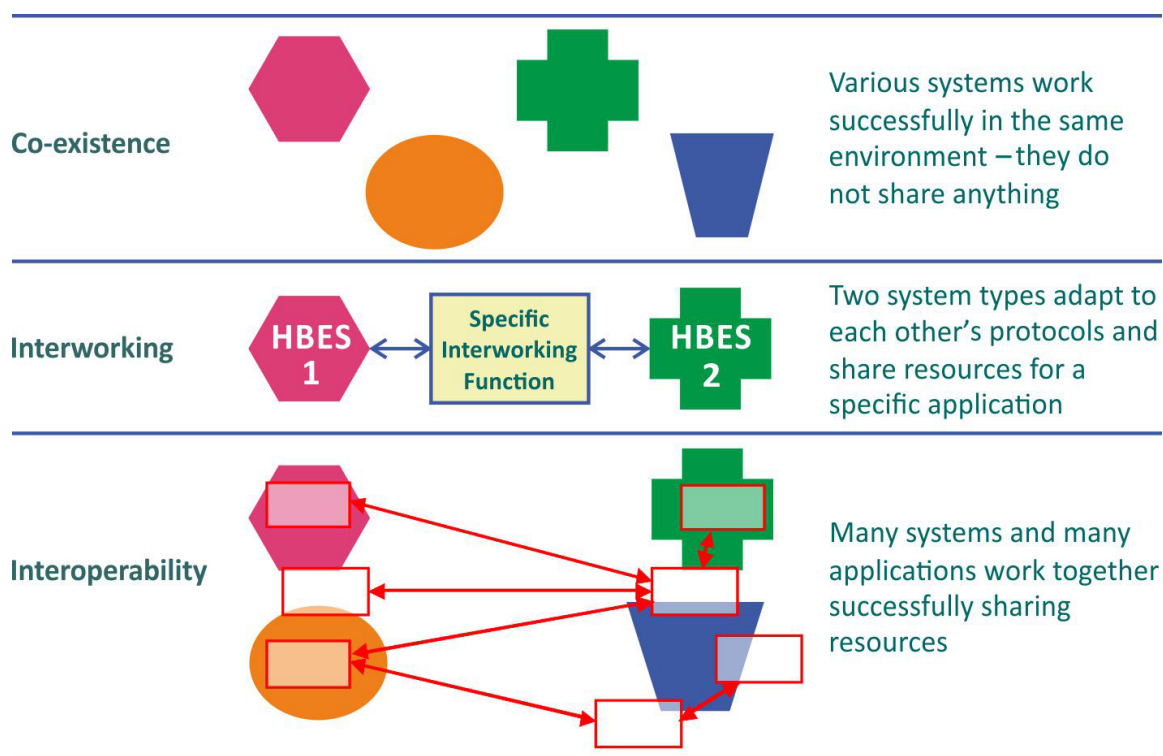 Co-existence
Various systems work
successfully in the same
environment – they do
not share anything
Interworking
HBES
1
Specific
Interworking
Function
HBES
2
Two system types adapt to
each other’s protocols and
share resources for a
specific application
Interoperability
Many systems and many
applications work together
successfully sharing
resources